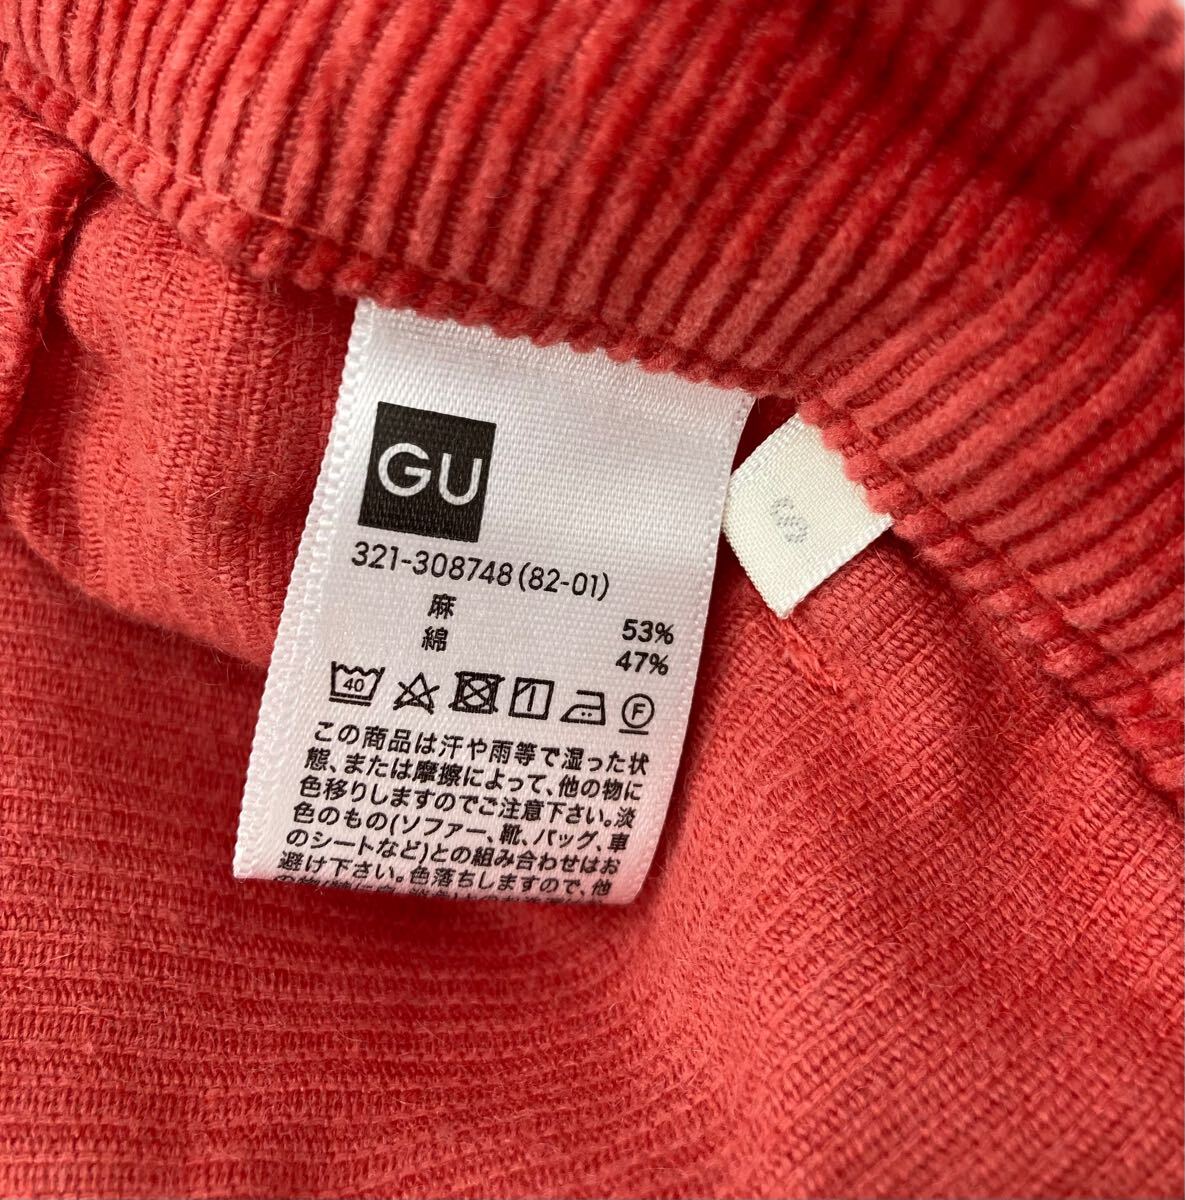 GU
321-308748(82-01)
麻 53%
綿 47%
40 F
この商品は汗や雨等で湿った状
態、または摩擦によって、他の物に
色移りしますのでご注意下さい。淡
色のもの(ソファー、靴、バッグ、車
のシートなど)との組み合わせはお
避け下さい。色落ちしますので、他
S